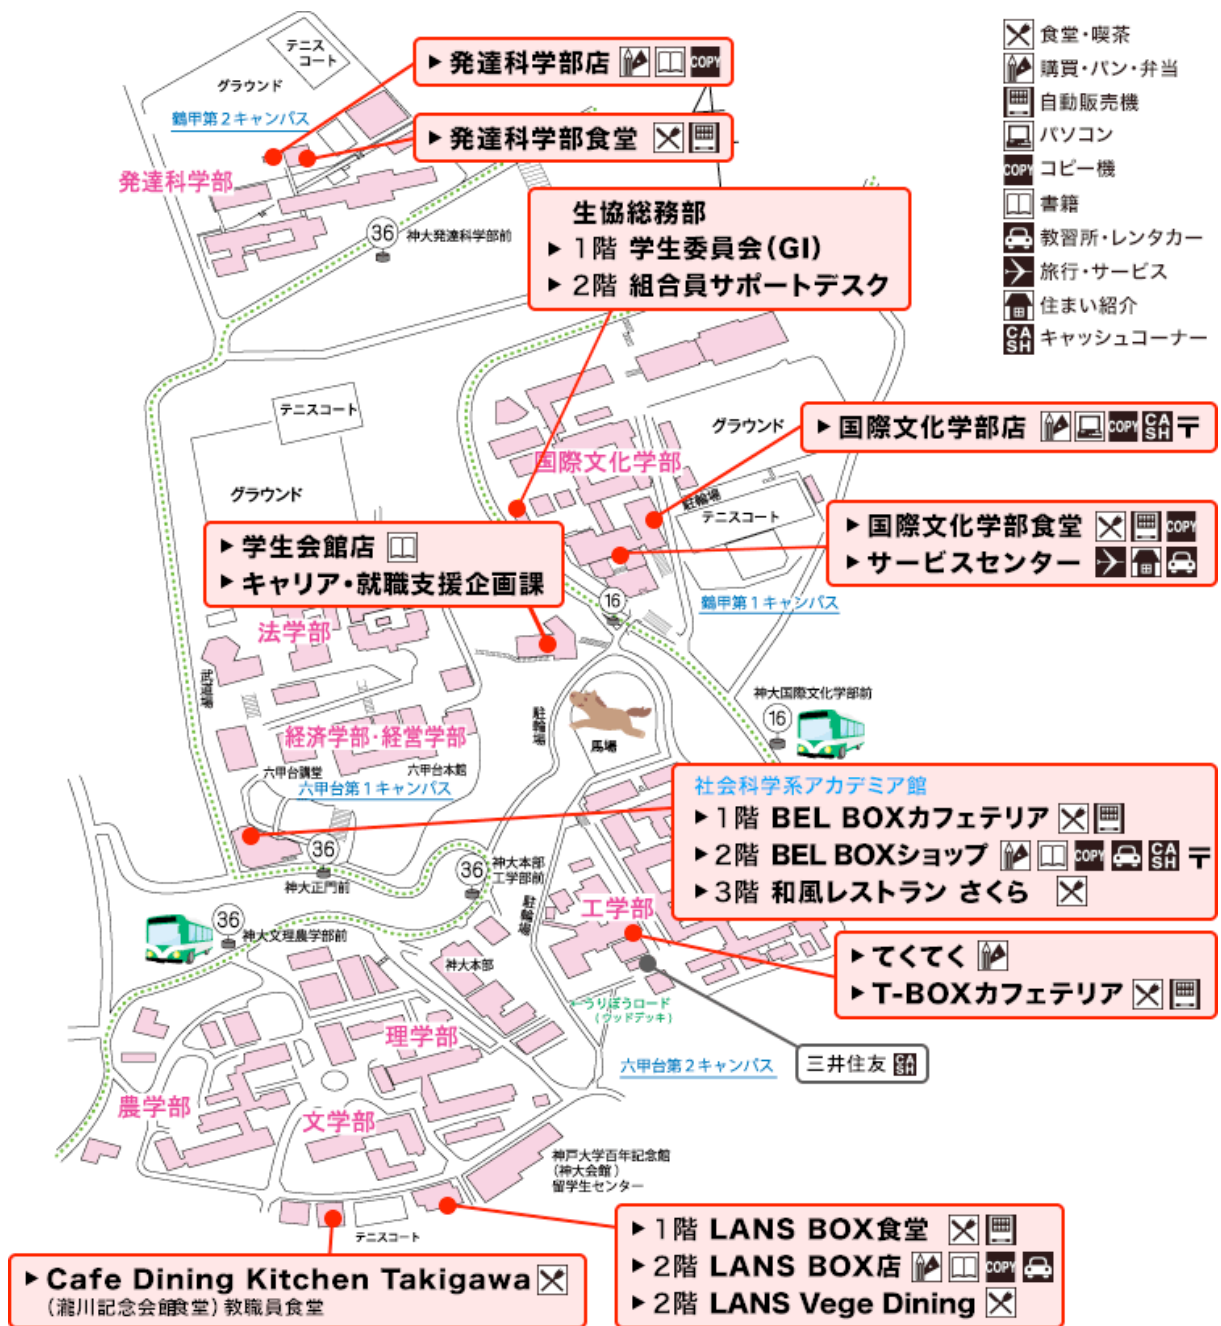 テニス
コート
グラウンド
鶴甲第2キャンパス
発達科学部
▶ 発達科学部店 COPY
▶ 発達科学部食堂
36 神大発達科学部前
食堂・喫茶
購買・パン・弁当
自動販売機
パソコン
COPY コピー機
書籍
教習所・レンタカー
旅行・サービス
住まい紹介
CASH キャッシュコーナー
生協総務部
▶ 1階 学生委員会(GI)
▶ 2階 組合員サポートデスク
テニスコート
グラウンド
グラウンド
国際文化学部
▶ 国際文化学部店 COPY CASH 〒
駐輪場
テニスコート
▶ 国際文化学部食堂 COPY
▶ サービスセンター
鶴甲第1キャンパス
▶ 学生会館店
▶ キャリア・就職支援企画課
法学部
16
武道場
駐輪場
馬場
神大国際文化学部前
16
経済学部・経営学部
六甲台講堂
六甲台本館
六甲台第1キャンパス
社会科学系アカデミア館
▶ 1階 BEL BOXカフェテリア
▶ 2階 BEL BOXショップ COPY CASH 〒
▶ 3階 和風レストラン さくら
36
神大正門前
36
神大本部
工学部前
駐輪場
工学部
36
神大文理農学部前
神大本部
▶ てくてく
▶ T-BOXカフェテリア
←うりぼうロード
(ウッドデッキ)
三井住友 CASH
六甲台第2キャンパス
理学部
農学部
文学部
神戸大学百年記念館
(神大会館)
留学生センター
テニスコート
▶ 1階 LANS BOX食堂
▶ 2階 LANS BOX店 COPY
▶ 2階 LANS Vege Dining
▶ Cafe Dining Kitchen Takigawa
(瀧川記念会館食堂) 教職員食堂